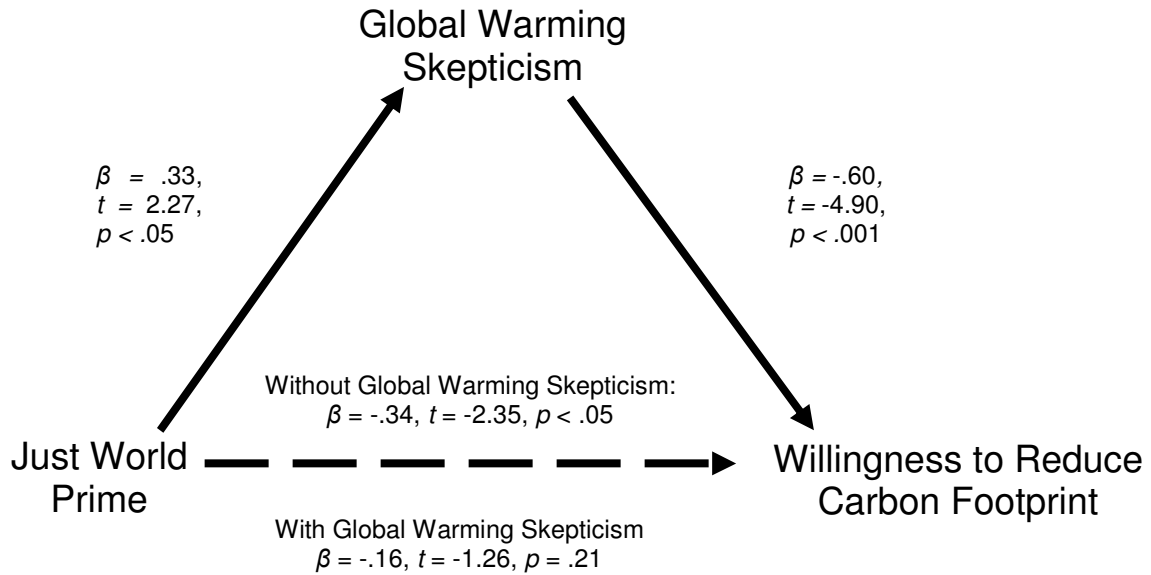 Global Warming
Skepticism
β = .33,
t = 2.27,
p < .05
β = -.60,
t = -4.90,
p < .001
Without Global Warming Skepticism:
β = -.34, t = -2.35, p < .05
Just World
Prime
Willingness to Reduce
Carbon Footprint
With Global Warming Skepticism
β = -.16, t = -1.26, p = .21